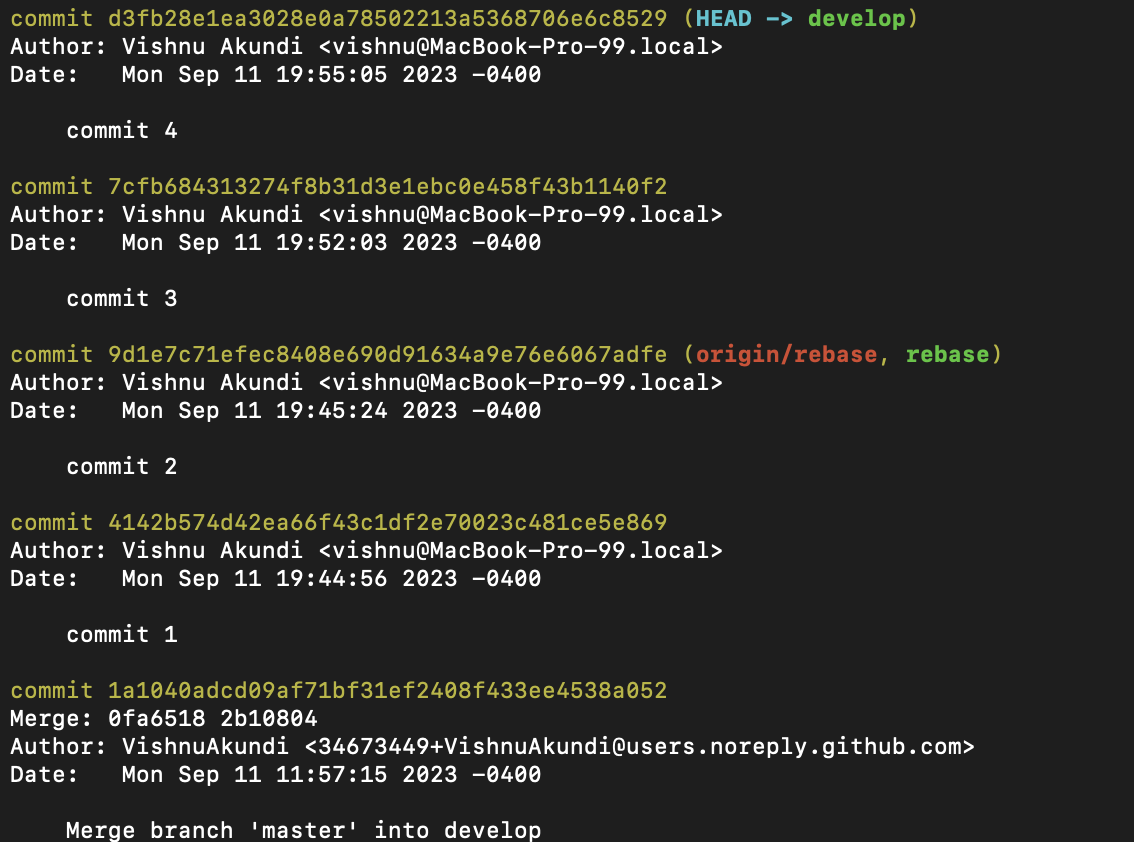 commit d3fb28e1ea3028e0a78502213a5368706e6c8529 (HEAD -> develop)
Author: Vishnu Akundi <vishnu@MacBook-Pro-99.local>
Date:   Mon Sep 11 19:55:05 2023 -0400
commit 4
commit 7cfb684313274f8b31d3e1ebc0e458f43b1140f2
Author: Vishnu Akundi <vishnu@MacBook-Pro-99.local>
Date:   Mon Sep 11 19:52:03 2023 -0400
commit 3
commit 9d1e7c71efec8408e690d91634a9e76e6067adfe (origin/rebase, rebase)
Author: Vishnu Akundi <vishnu@MacBook-Pro-99.local>
Date:   Mon Sep 11 19:45:24 2023 -0400
commit 2
commit 4142b574d42ea66f43c1df2e70023c481ce5e869
Author: Vishnu Akundi <vishnu@MacBook-Pro-99.local>
Date:   Mon Sep 11 19:44:56 2023 -0400
commit 1
commit 1a1040adcd09af71bf31ef2408f433ee4538a052
Merge: 0fa6518 2b10804
Author: VishnuAkundi <34673449+VishnuAkundi@users.noreply.github.com>
Date:   Mon Sep 11 11:57:15 2023 -0400
Merge branch 'master' into develop